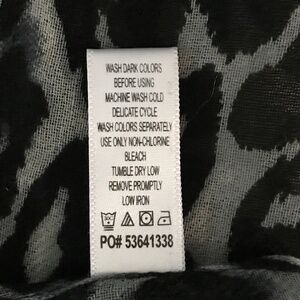 WASH DARK COLORS
BEFORE USING
MACHINE WASH COLD
DELICATE CYCLE
WASH COLORS SEPARATELY
USE ONLY NON-CHLORINE
BLEACH
TUMBLE DRY LOW
REMOVE PROMPTLY
LOW IRON
PO# 53641338